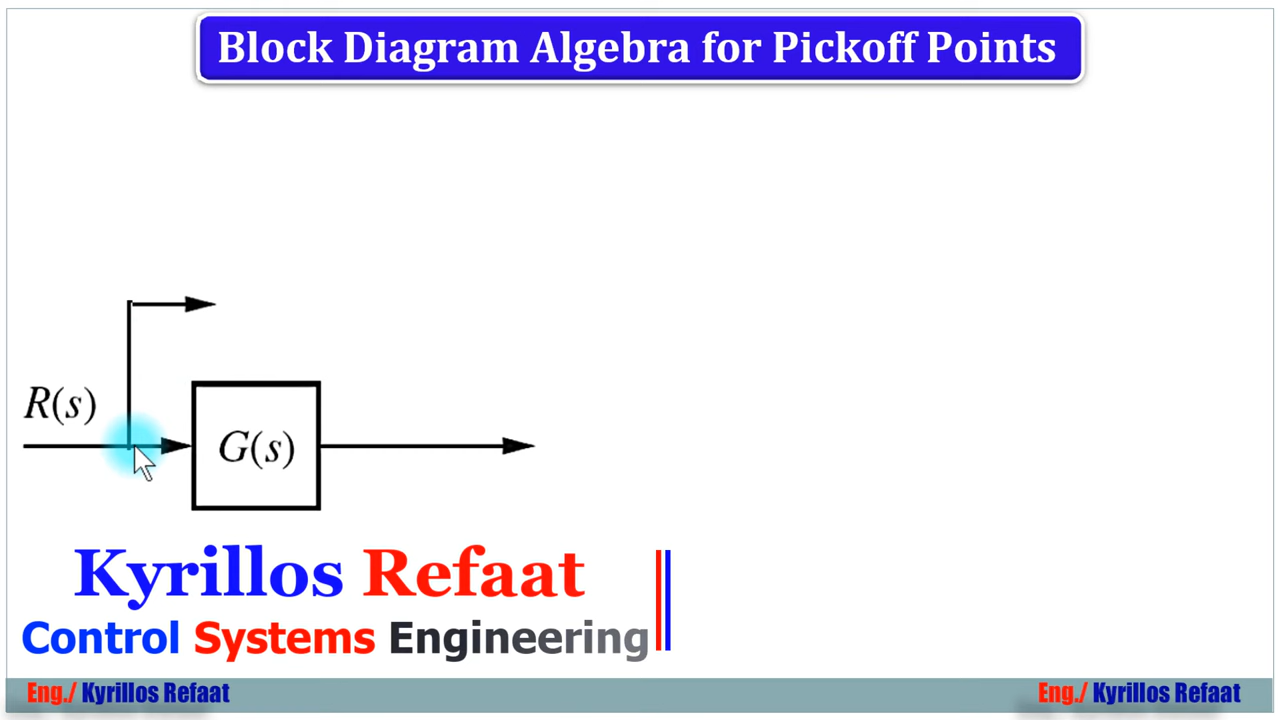 Block Diagram Algebra for Pickoff Points
R(s)
G(s)
Kyrillos Refaat
Control Systems Engineering
Eng./ Kyrillos Refaat
Eng./ Kyrillos Refaat